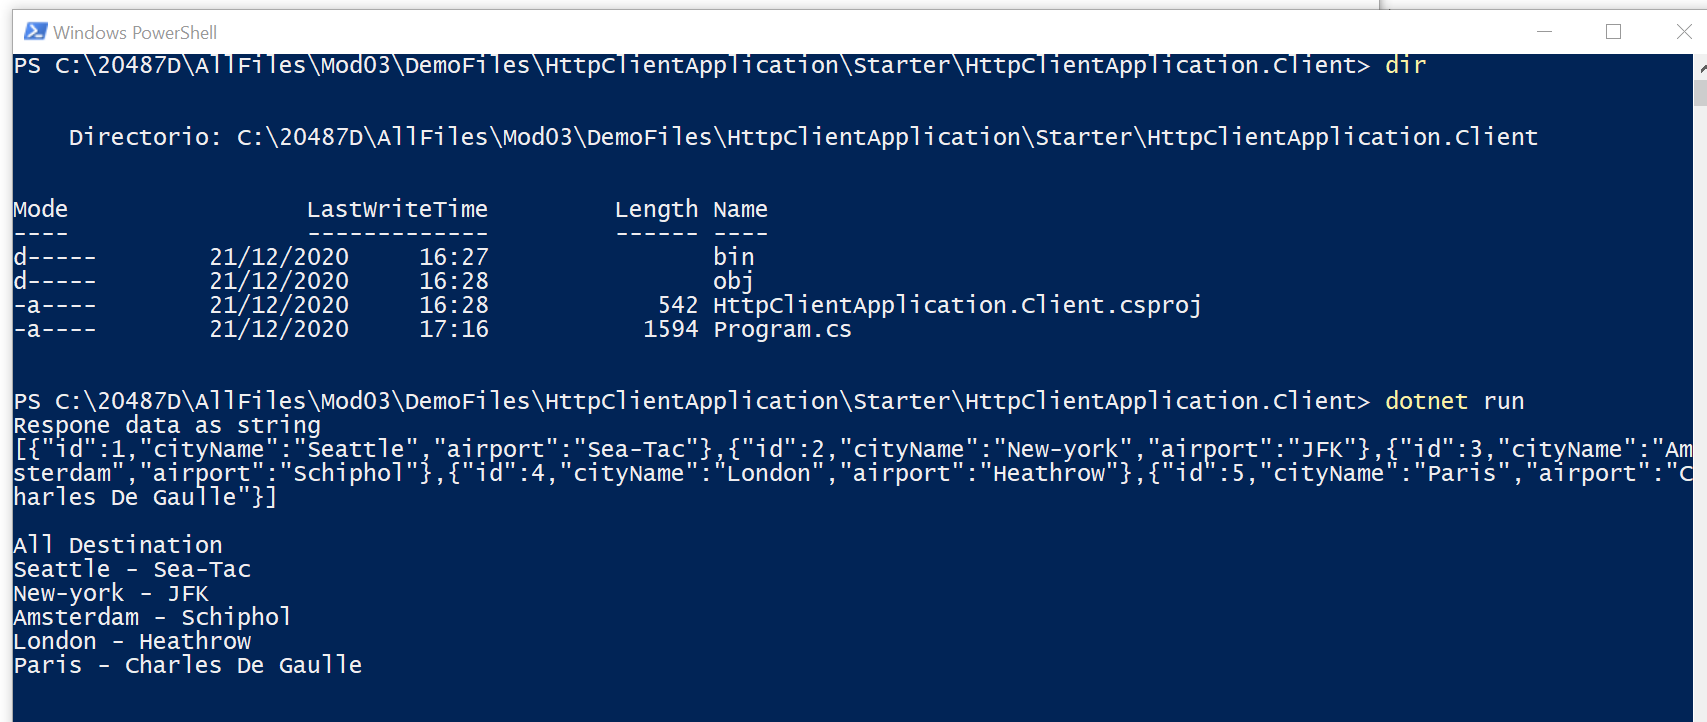 Windows PowerShell
PS C:\20487D\AllFiles\Mod03\DemoFiles\HttpClientApplication\Starter\HttpClientApplication.Client> dir
Directorio: C:\20487D\AllFiles\Mod03\DemoFiles\HttpClientApplication\Starter\HttpClientApplication.Client
Mode                LastWriteTime         Length Name
----                -------------         ------ ----
d-----        21/12/2020     16:27                bin
d-----        21/12/2020     16:28                obj
-a----        21/12/2020     16:28            542 HttpClientApplication.Client.csproj
-a----        21/12/2020     17:16           1594 Program.cs
PS C:\20487D\AllFiles\Mod03\DemoFiles\HttpClientApplication\Starter\HttpClientApplication.Client> dotnet run
Respone data as string
[{"id":1,"cityName":"Seattle","airport":"Sea-Tac"},{"id":2,"cityName":"New-york","airport":"JFK"},{"id":3,"cityName":"Am
sterdam","airport":"Schiphol"},{"id":4,"cityName":"London","airport":"Heathrow"},{"id":5,"cityName":"Paris","airport":"C
harles De Gaulle"}]
All Destination
Seattle - Sea-Tac
New-york - JFK
Amsterdam - Schiphol
London - Heathrow
Paris - Charles De Gaulle